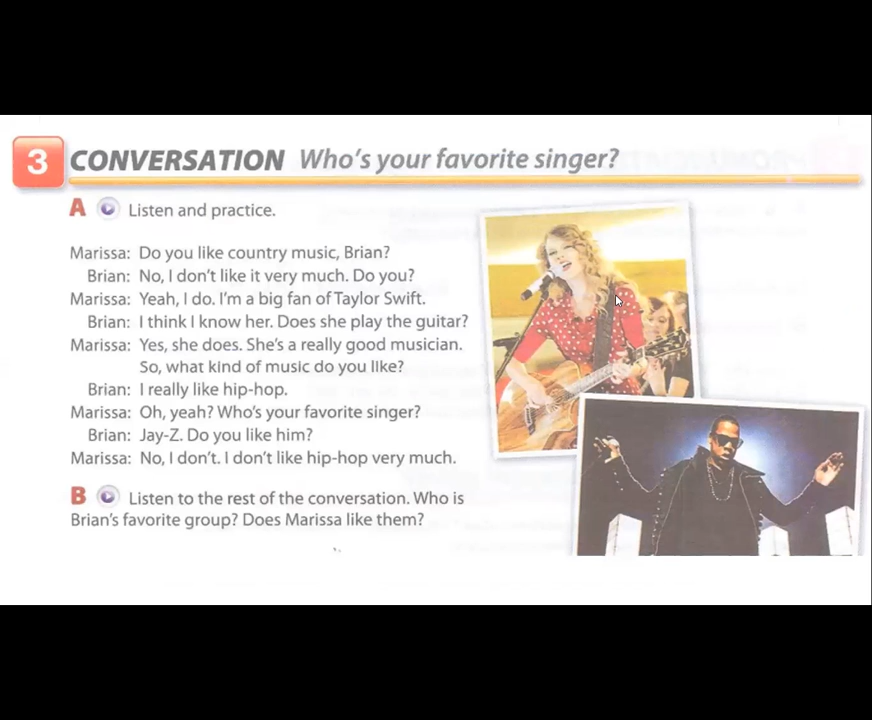 3 CONVERSATION Who's your favorite singer?
A Listen and practice.
Marissa: Do you like country music, Brian?
Brian: No, I don't like it very much. Do you?
Marissa: Yeah, I do. I'm a big fan of Taylor Swift.
Brian: I think I know her. Does she play the guitar?
Marissa: Yes, she does. She's a really good musician.
So, what kind of music do you like?
Brian: I really like hip-hop.
Marissa: Oh, yeah? Who's your favorite singer?
Brian: Jay-Z. Do you like him?
Marissa: No, I don't. I don't like hip-hop very much.
B Listen to the rest of the conversation. Who is
Brian's favorite group? Does Marissa like them?